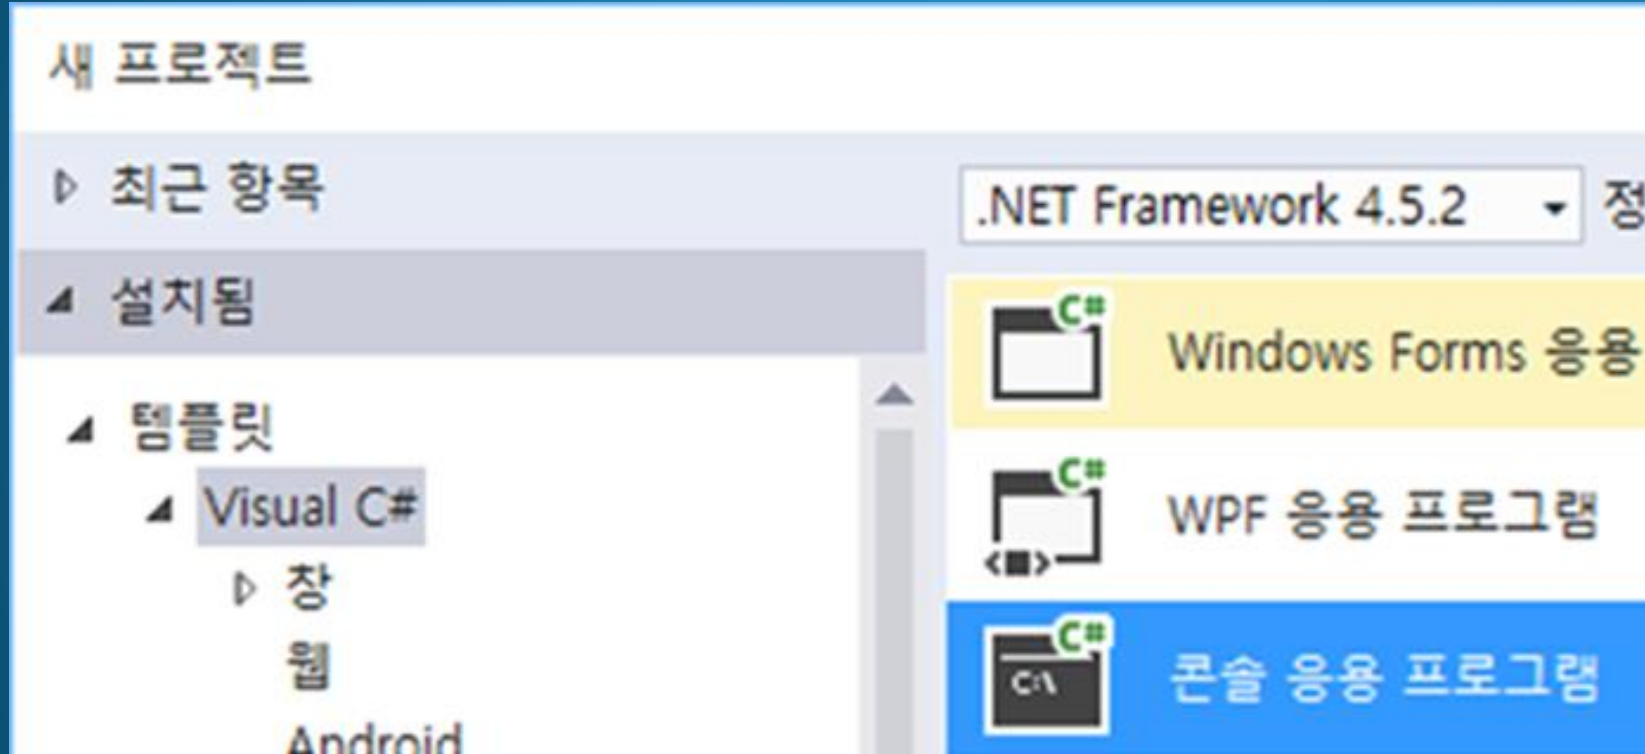 새 프로젝트
최근 항목
설치됨
템플릿
Visual C#
창
웹
Android
.NET Framework 4.5.2
C#
Windows Forms 응용
C#
WPF 응용 프로그램
C#
C:\
콘솔 응용 프로그램